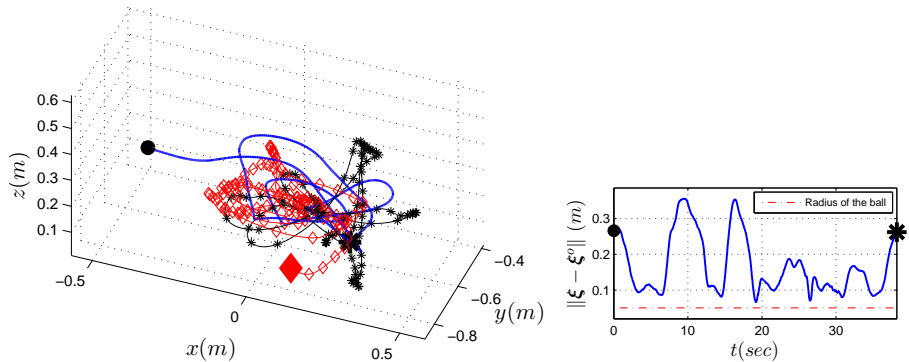 0.6
0.5
0.4
0.3
0.2
0.1
z(m)
−0.5
0
0.5
x(m)
−0.4
−0.6
−0.8
y(m)
Radius of the ball
0.3
0.2
0.1
||ξ − ξ^o|| (m)
0 10 20 30
t(sec)